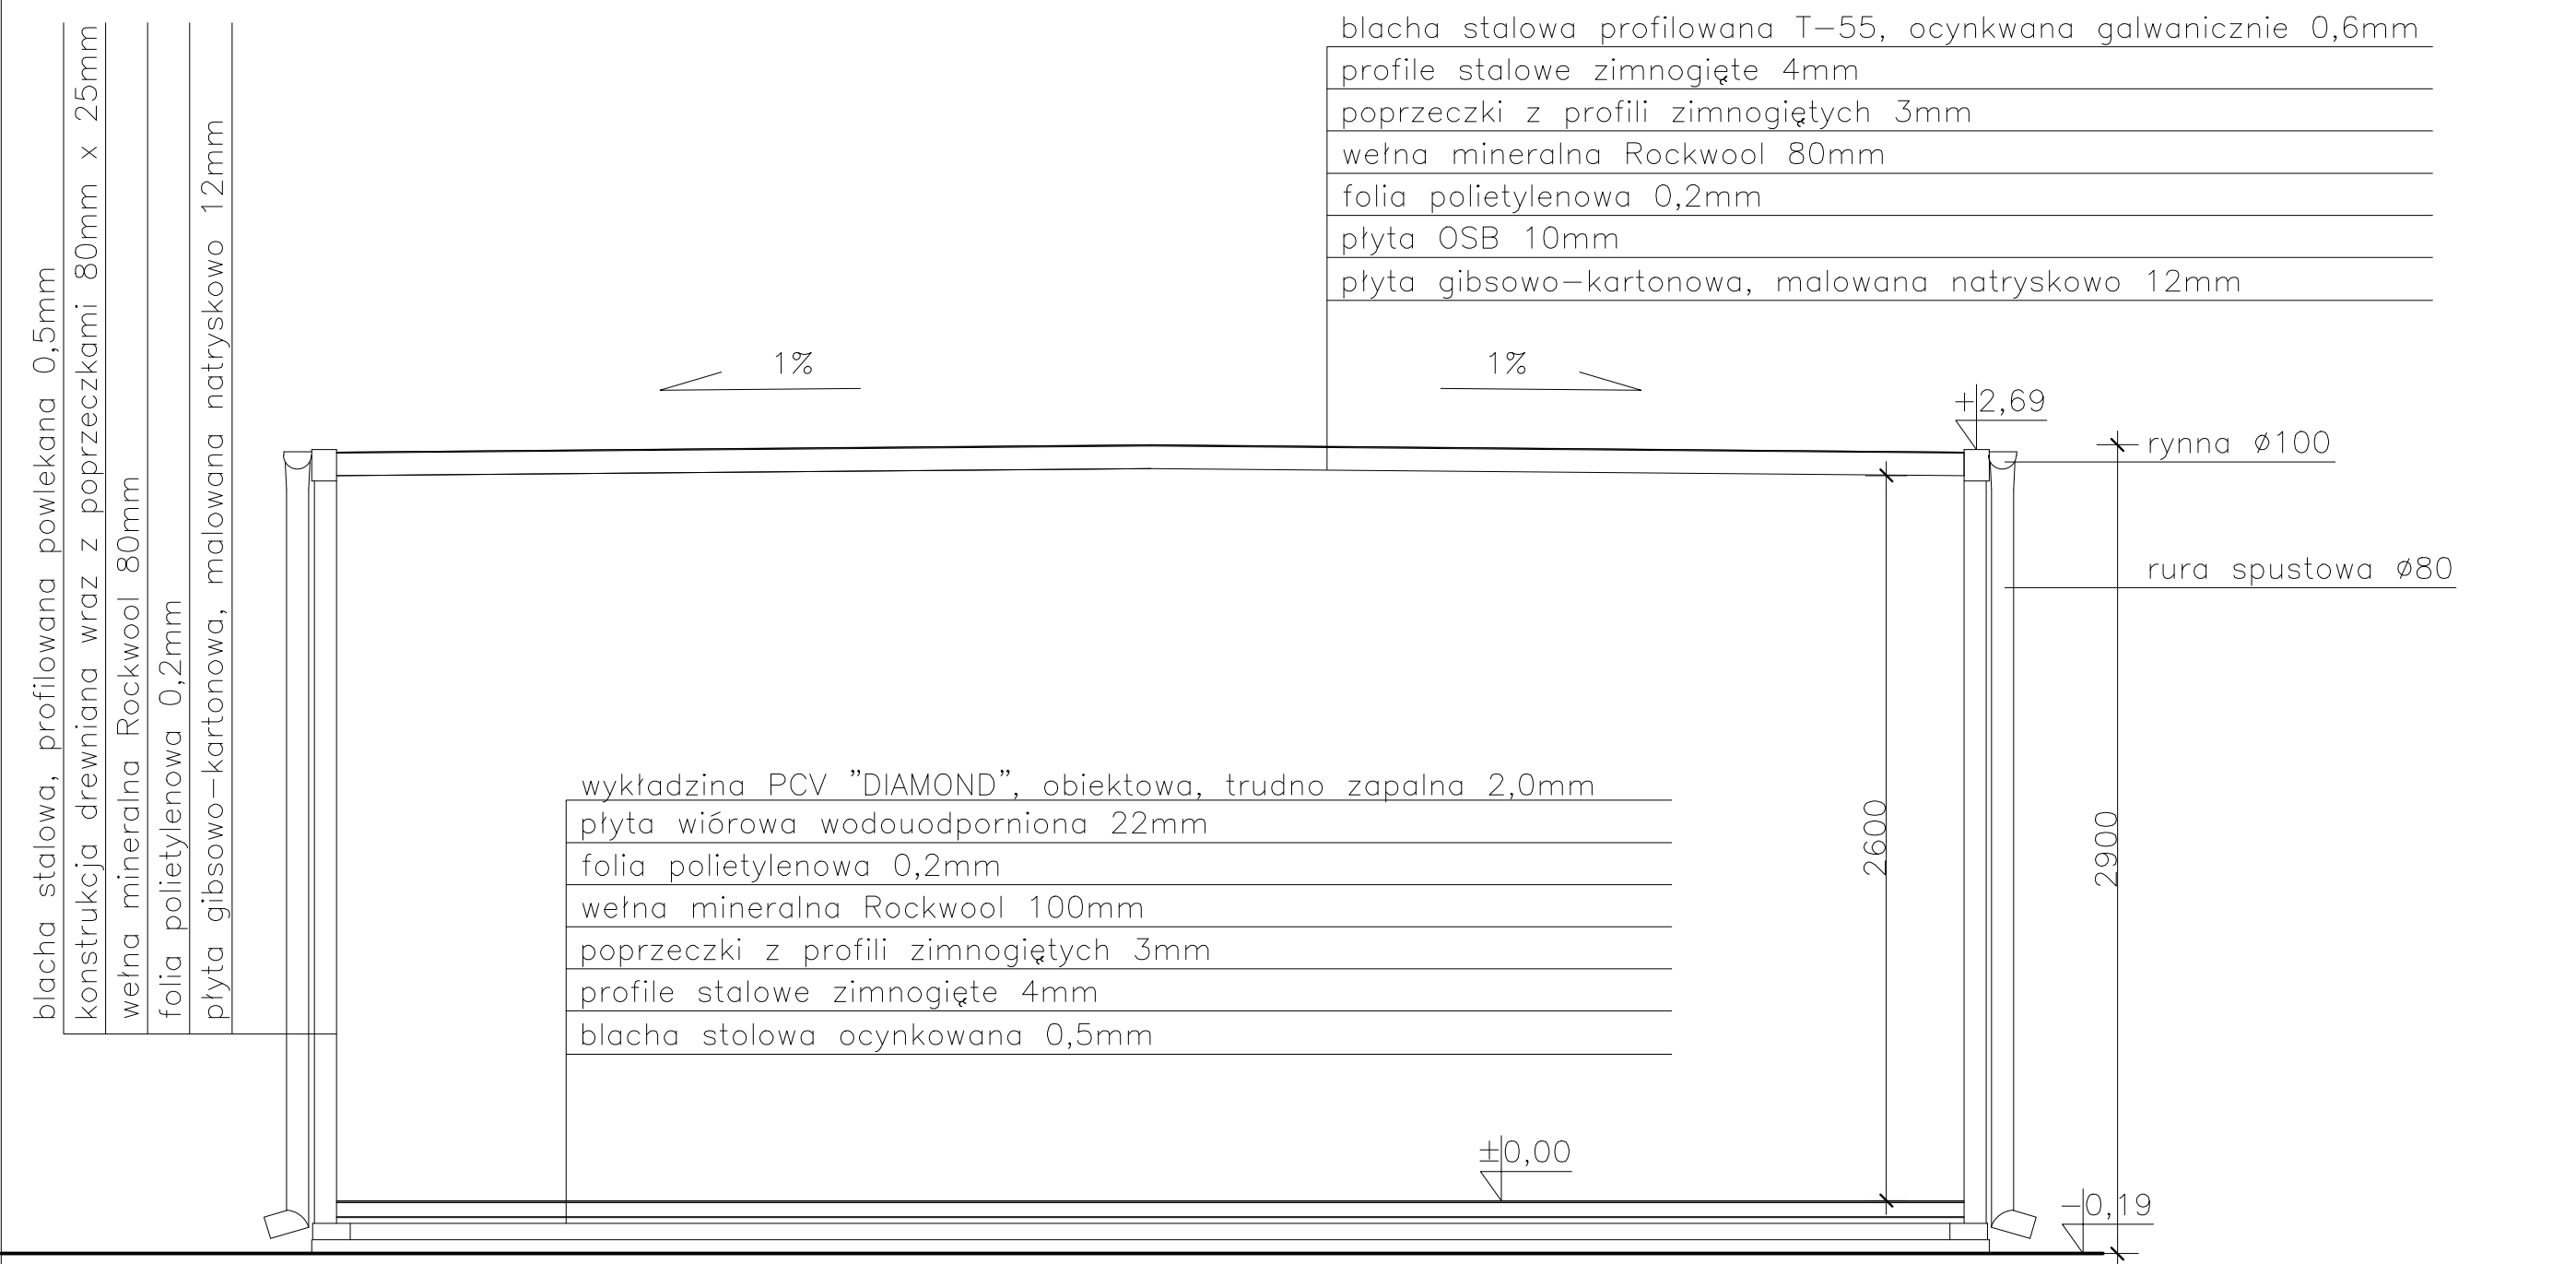 blacha stalowa, profilowana powlekana 0,5mm
konstrukcja drewniana wraz z poprzeczkami 80mm x 25mm
wełna mineralna Rockwool 80mm
folia polietylenowa 0,2mm
płyta gibsowo-kartonowa, malowana natryskowo 12mm
blacha stalowa profilowana T-55, ocynkwana galwanicznie 0,6mm
profile stalowe zimnogięte 4mm
poprzeczki z profili zimnogiętych 3mm
wełna mineralna Rockwool 80mm
folia polietylenowa 0,2mm
płyta OSB 10mm
płyta gibsowo-kartonowa, malowana natryskowo 12mm
1%
1%
+2,69
rynna ø100
rura spustowa ø80
wykładzina PCV ”DIAMOND”, obiektowa, trudno zapalna 2,0mm
płyta wiórowa wodouodporniona 22mm
folia polietylenowa 0,2mm
wełna mineralna Rockwool 100mm
poprzeczki z profili zimnogiętych 3mm
profile stalowe zimnogięte 4mm
blacha stolowa ocynkowana 0,5mm
2600
2900
±0,00
-0,19